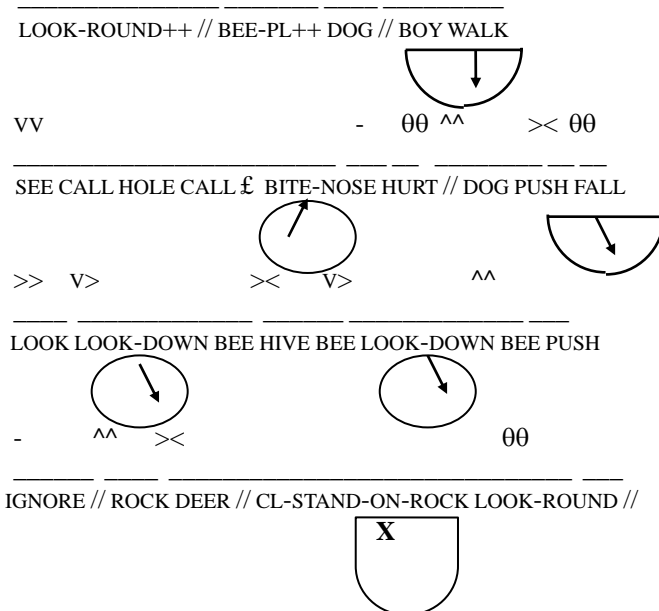 LOOK-ROUND++ // BEE-PL++ DOG // BOY WALK
VV - θθ ^^ >< θθ
SEE CALL HOLE CALL £ BITE-NOSE HURT // DOG PUSH FALL
>> V> >< V> ^^
LOOK LOOK-DOWN BEE HIVE BEE LOOK-DOWN BEE PUSH
- ^^ >< θθ
IGNORE // ROCK DEER // CL-STAND-ON-ROCK LOOK-ROUND //
X